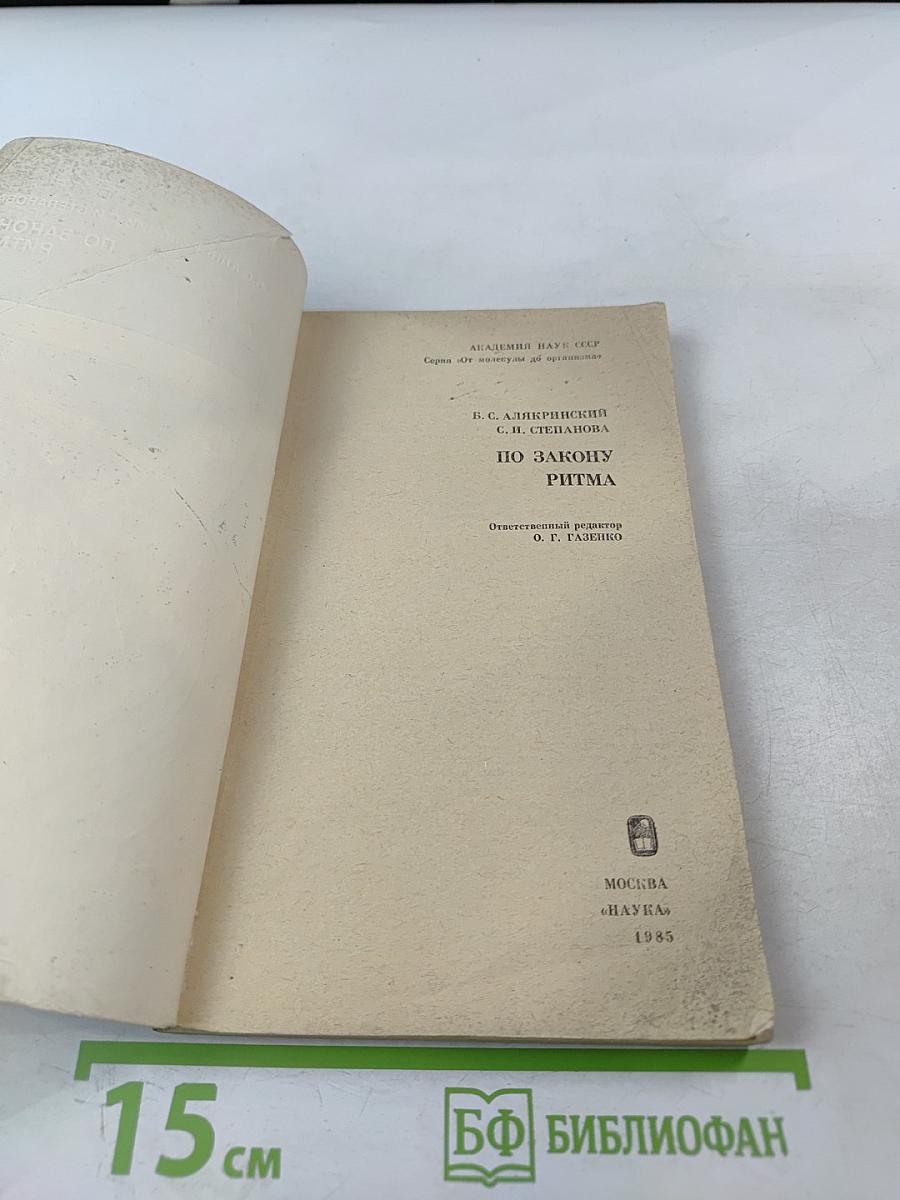 АКАДЕМИЯ НАУК СССР
Серия «От молекулы до организма»
Б. С. АЛЯКРИНСКИЙ
С. И. СТЕПАНОВА
ПО ЗАКОНУ
РИТМА
Ответственный редактор
О. Г. ГАЗЕНКО
МОСКВА
«НАУКА»
1985
15 см
БФ БИБЛИОФАН